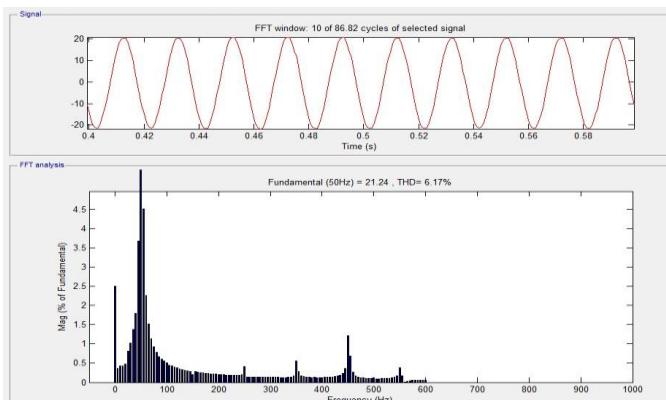 Signal
FFT window: 10 of 86.82 cycles of selected signal
20
10
0
-10
-20
0.4 0.42 0.44 0.46 0.48 0.5 0.52 0.54 0.56 0.58
Time (s)
FFT analysis
Fundamental (50Hz) = 21.24 , THD= 6.17%
Mag (% of Fundamental)
4.5
4
3.5
3
2.5
2
1.5
1
0.5
0
0 100 200 300 400 500 600 700 800 900 1000
Frequency (Hz)